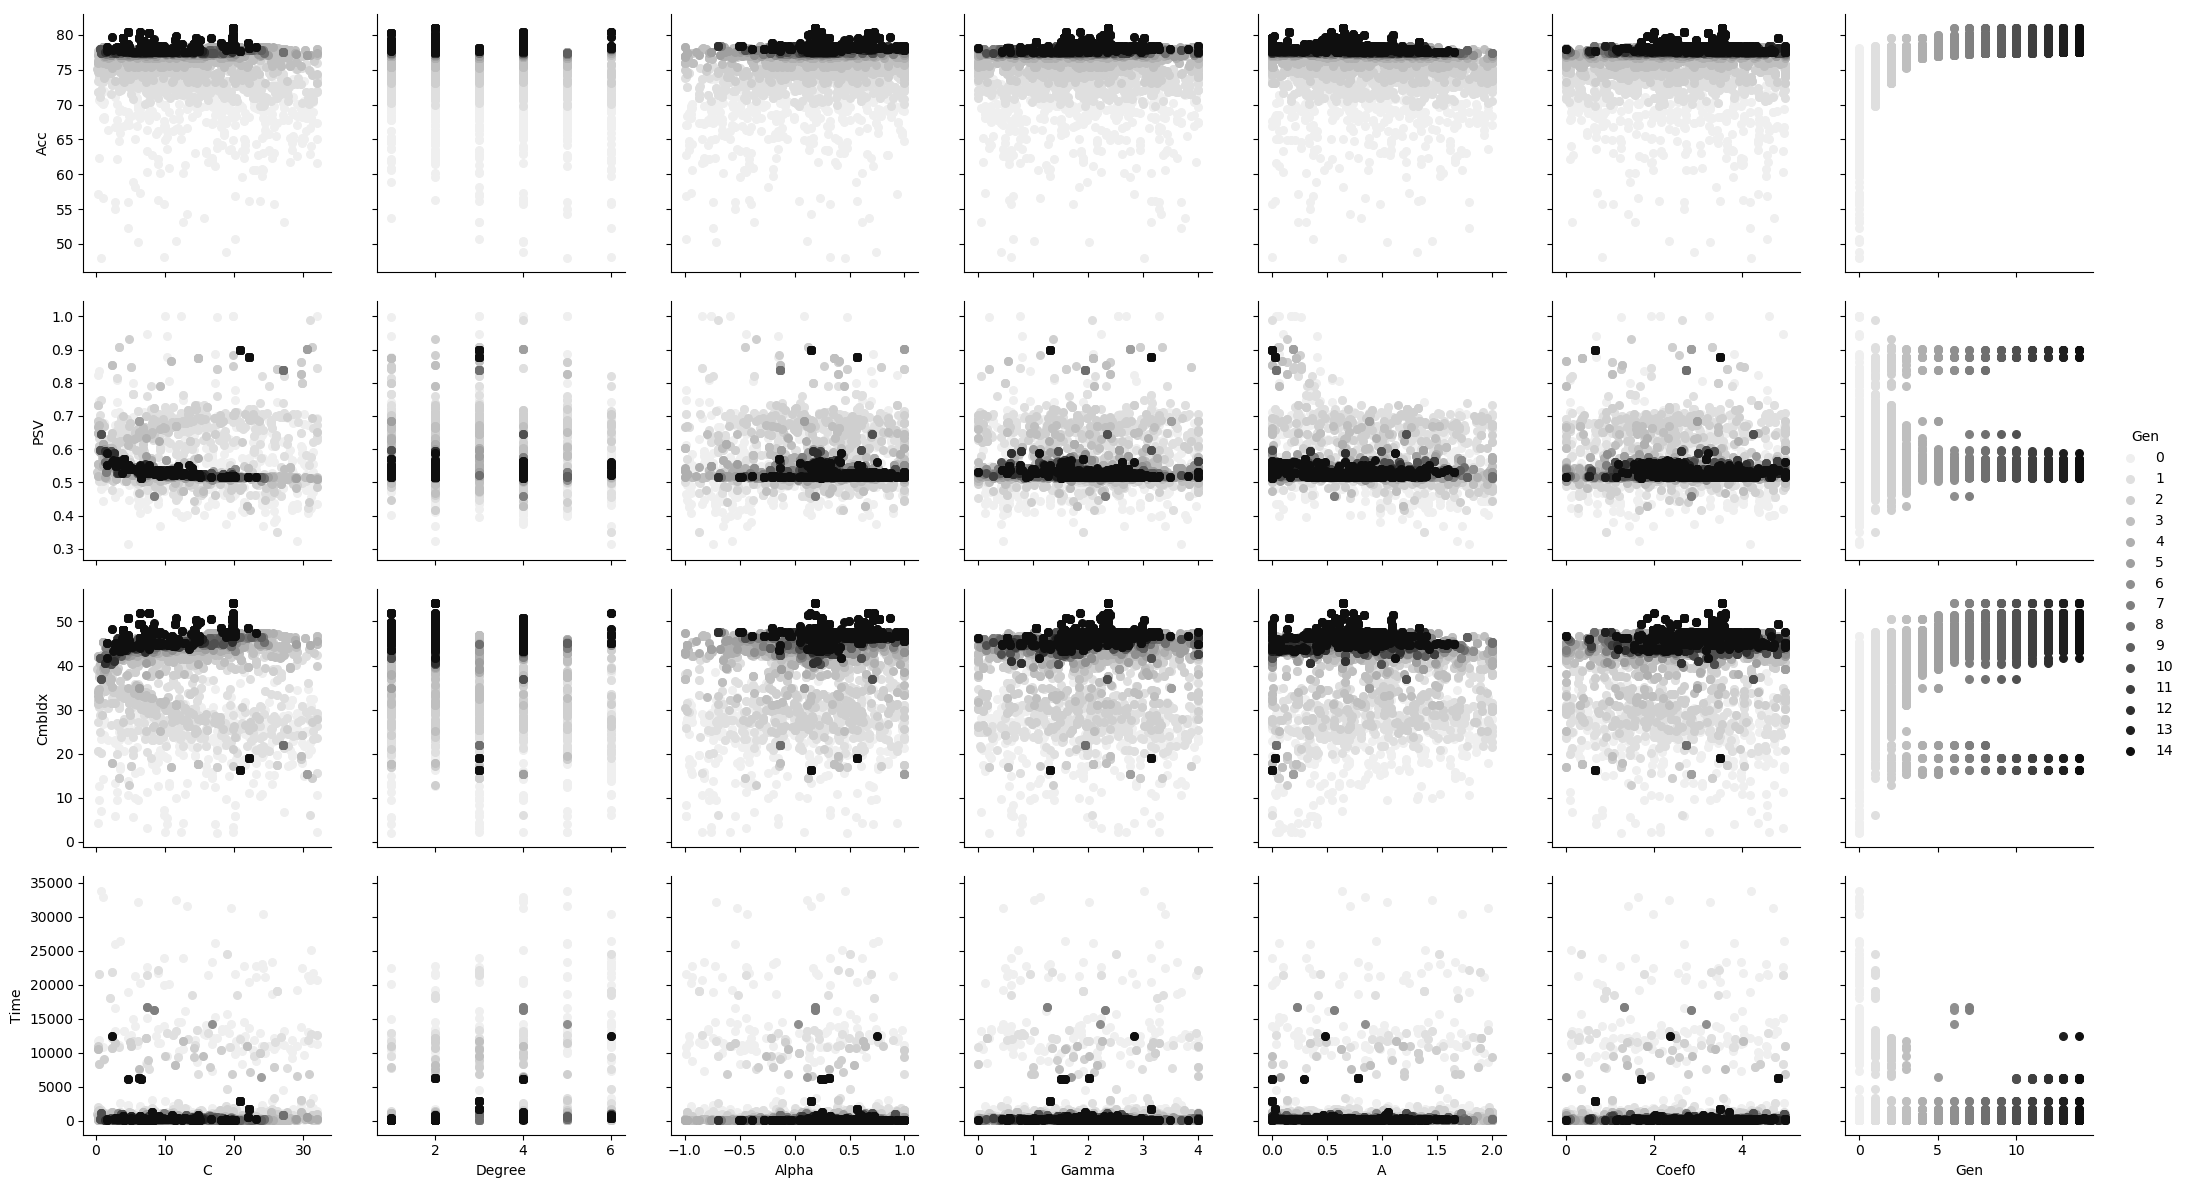 80
75
70
65
60
55
50
Acc
1.0
0.9
0.8
0.7
0.6
0.5
0.4
0.3
PSV
50
40
30
20
10
0
CmbIdx
35000
30000
25000
20000
15000
10000
5000
0
Time
0 10 20 30
C
2 4 6
Degree
−1.0 −0.5 0.0 0.5 1.0
Alpha
0 1 2 3 4
Gamma
0.0 0.5 1.0 1.5 2.0
A
0 2 4
Coef0
0 5 10
Gen
Gen
0
1
2
3
4
5
6
7
8
9
10
11
12
13
14